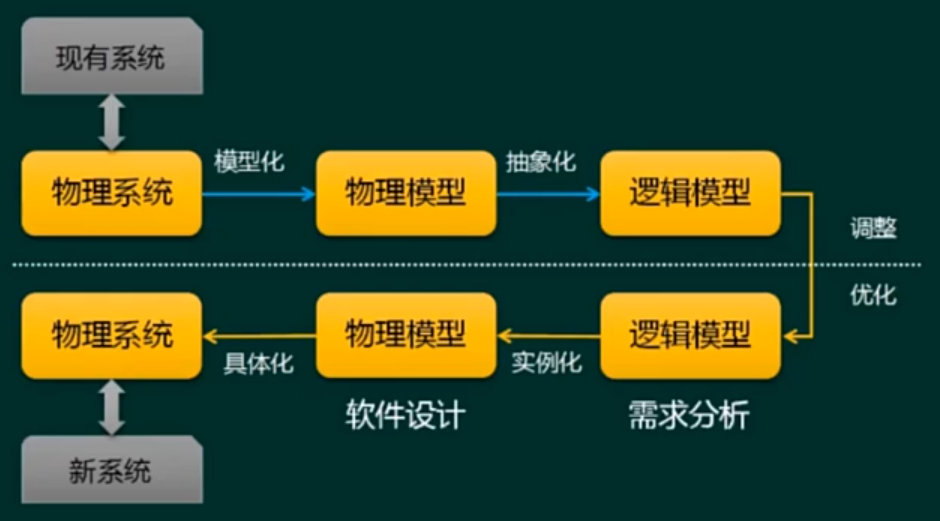 现有系统
模型化
抽象化
物理系统
物理模型
逻辑模型
调整
优化
物理系统
物理模型
逻辑模型
具体化
实例化
软件设计
需求分析
新系统